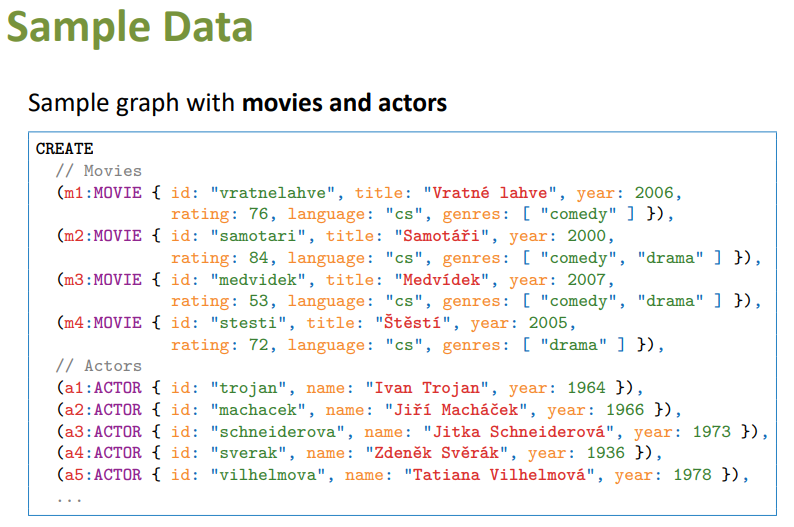 Sample Data
Sample graph with movies and actors
CREATE
// Movies
(m1:MOVIE { id: "vratnelahve", title: "Vratné lahve", year: 2006,
rating: 76, language: "cs", genres: [ "comedy" ] }),
(m2:MOVIE { id: "samotari", title: "Samotáři", year: 2000,
rating: 84, language: "cs", genres: [ "comedy", "drama" ] }),
(m3:MOVIE { id: "medvidek", title: "Medvídek", year: 2007,
rating: 53, language: "cs", genres: [ "comedy", "drama" ] }),
(m4:MOVIE { id: "stesti", title: "Štěstí", year: 2005,
rating: 72, language: "cs", genres: [ "drama" ] }),
// Actors
(a1:ACTOR { id: "trojan", name: "Ivan Trojan", year: 1964 }),
(a2:ACTOR { id: "machacek", name: "Jiří Macháček", year: 1966 }),
(a3:ACTOR { id: "schneiderova", name: "Jitka Schneiderová", year: 1973 }),
(a4:ACTOR { id: "sverak", name: "Zdeněk Svěrák", year: 1936 }),
(a5:ACTOR { id: "vilhelmova", name: "Tatiana Vilhelmová", year: 1978 }),
...